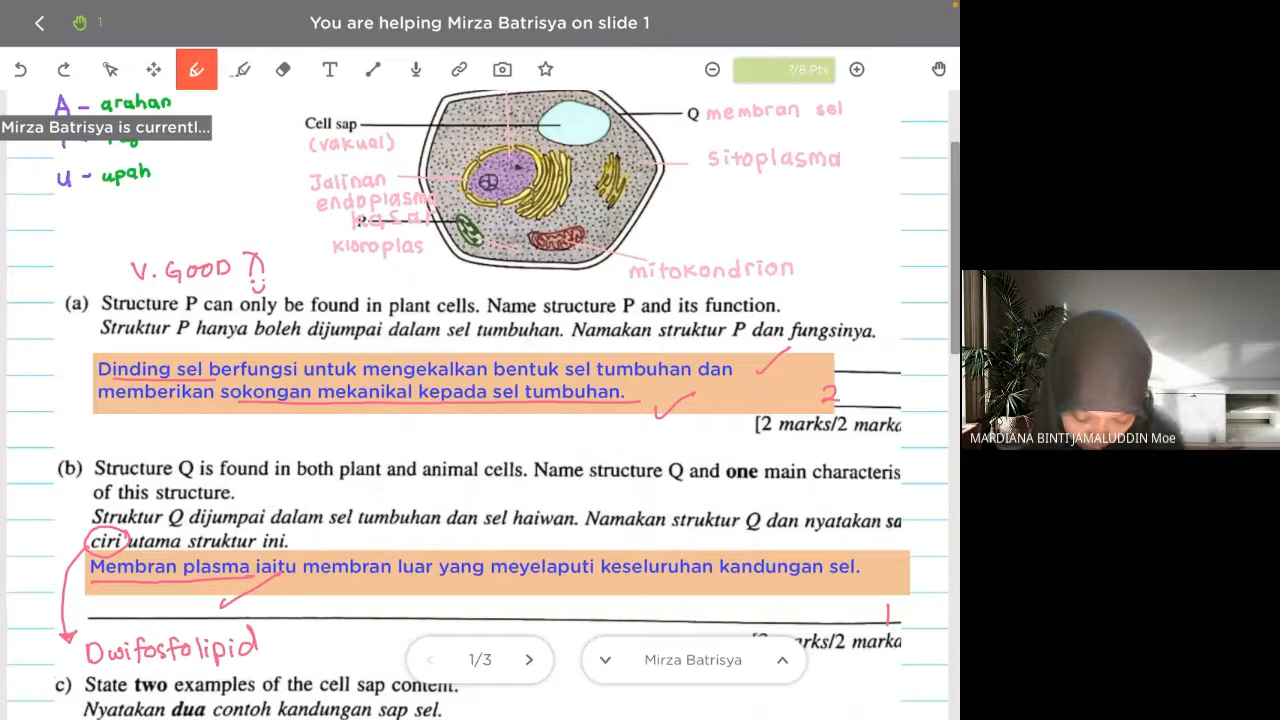 1
You are helping Mirza Batrisya on slide 1
T
7/8 Pts
A - arahan
Mirza Batrisya is currentl...
u - upah
Cell sap
(vakual)
Q membran sel
sitoplasma
Jalinan
endoplasma
kasar
kloroplas
mitokondrion
V. GOOD
(a) Structure P can only be found in plant cells. Name structure P and its function.
Struktur P hanya boleh dijumpai dalam sel tumbuhan. Namakan struktur P dan fungsinya.
Dinding sel berfungsi untuk mengekalkan bentuk sel tumbuhan dan
memberikan sokongan mekanikal kepada sel tumbuhan.
2
[2 marks/2 marka
(b) Structure Q is found in both plant and animal cells. Name structure Q and one main characteris
of this structure.
Struktur Q dijumpai dalam sel tumbuhan dan sel haiwan. Namakan struktur Q dan nyatakan sa
ciri utama struktur ini.
Membran plasma iaitu membran luar yang meyelaputi keseluruhan kandungan sel.
1
Dwifosfolipid
marks/2 marka
1/3
Mirza Batrisya
c) State two examples of the cell sap content.
Nyatakan dua contoh kandungan sap sel.
MARDIANA BINTI JAMALUDDIN Moe